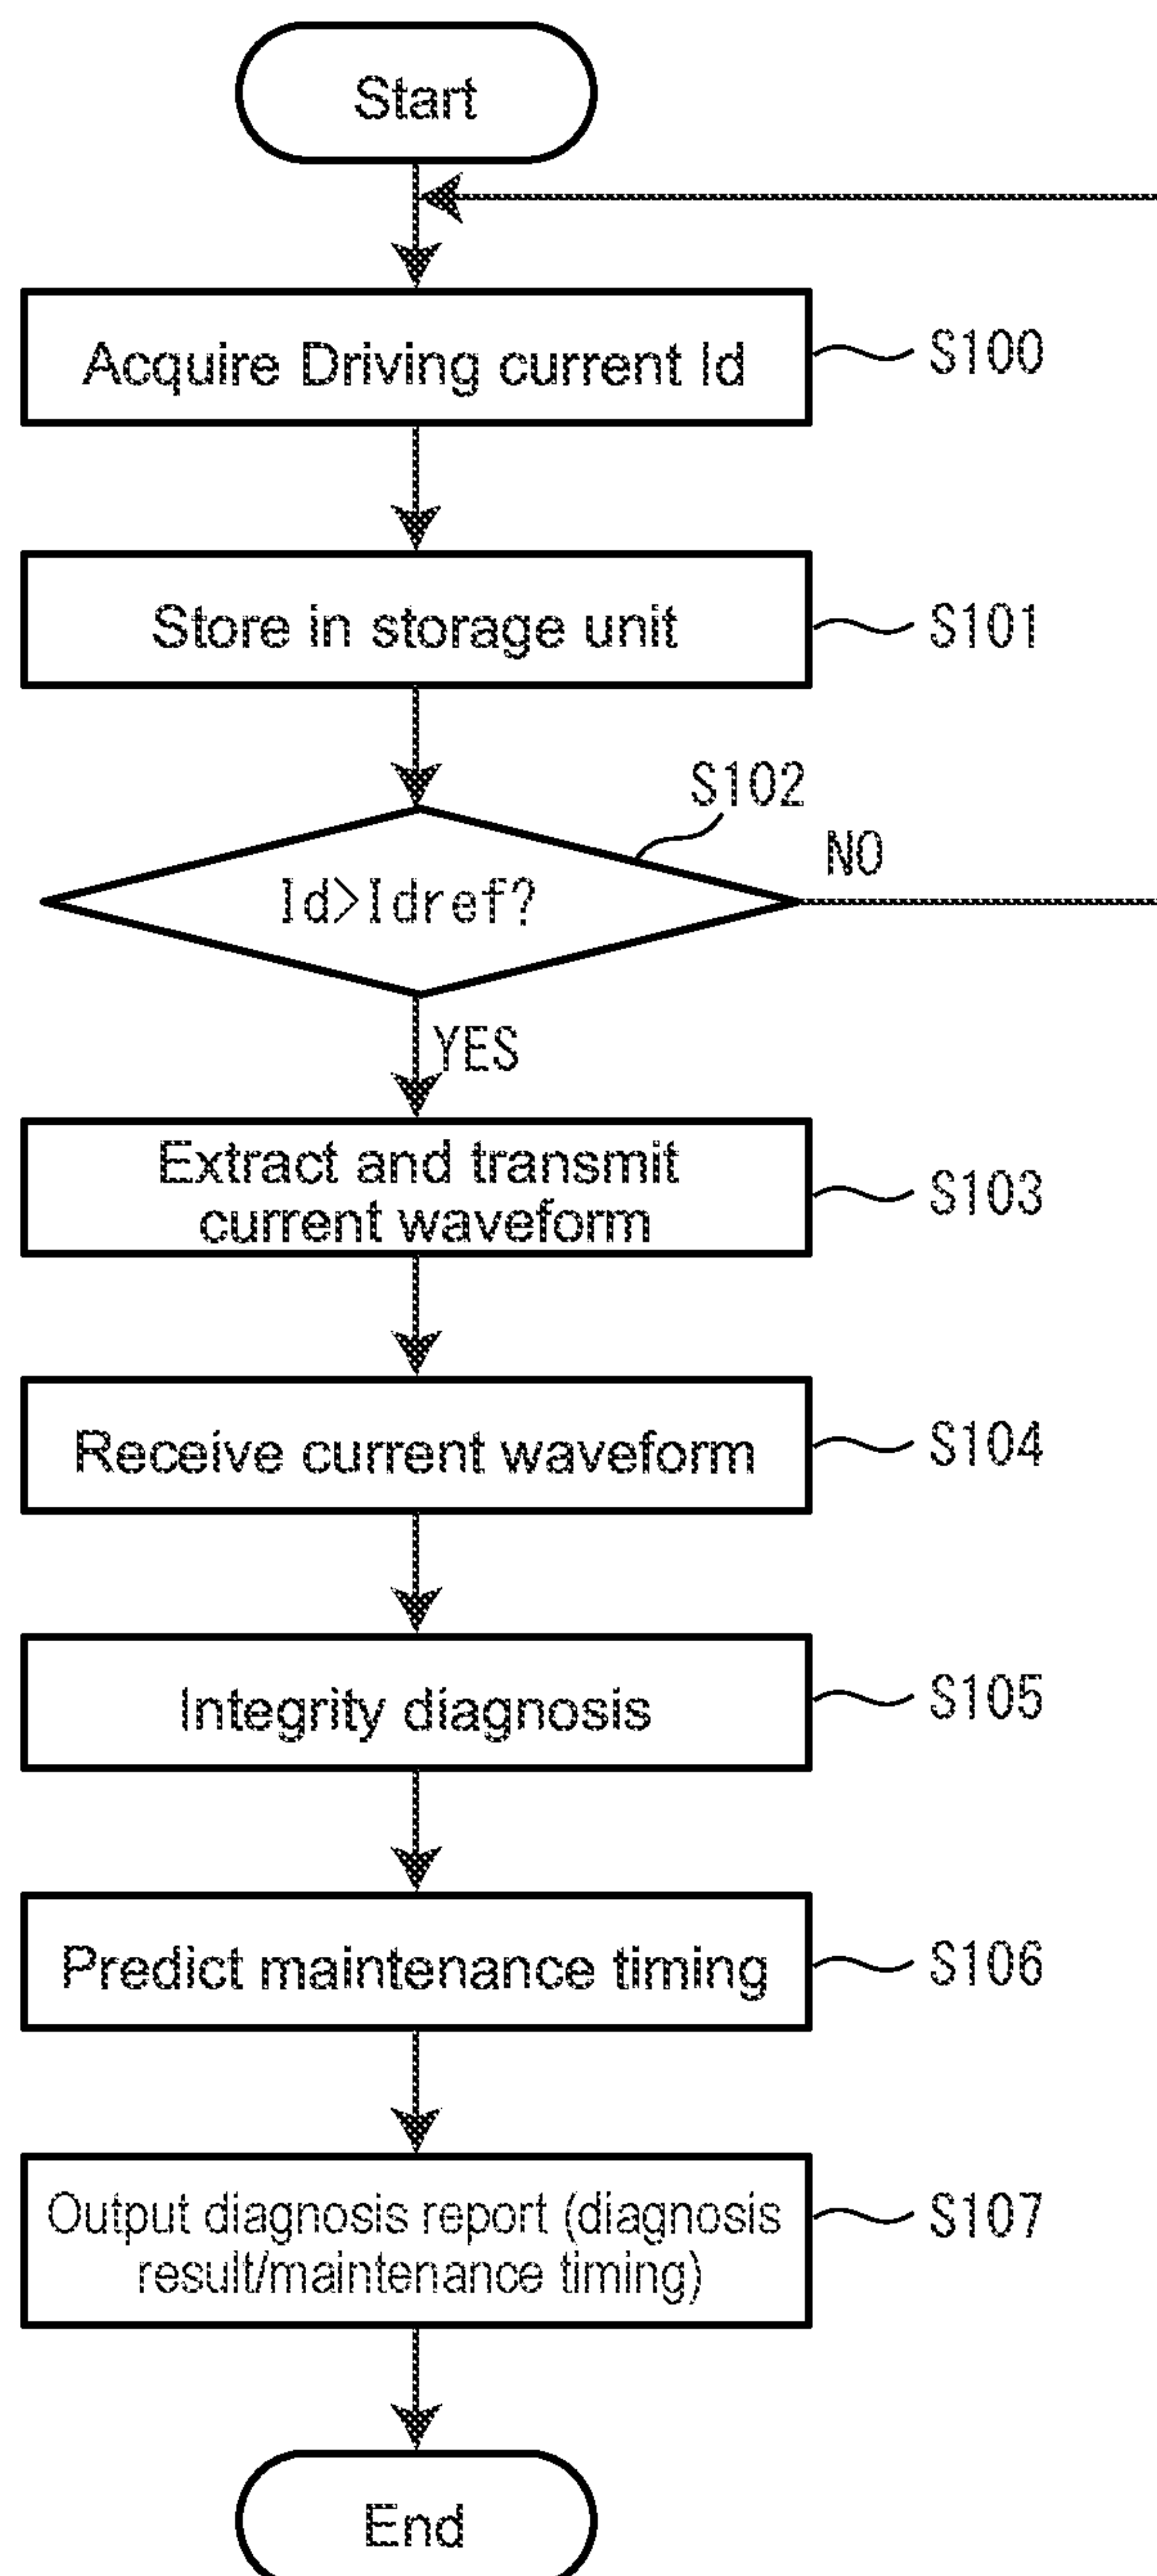 Start
Acquire Driving current Id
S100
Store in storage unit
S101
S102
Id>Idref?
NO
YES
Extract and transmit
current waveform
S103
Receive current waveform
S104
Integrity diagnosis
S105
Predict maintenance timing
S106
Output diagnosis report (diagnosis
result/maintenance timing)
S107
End